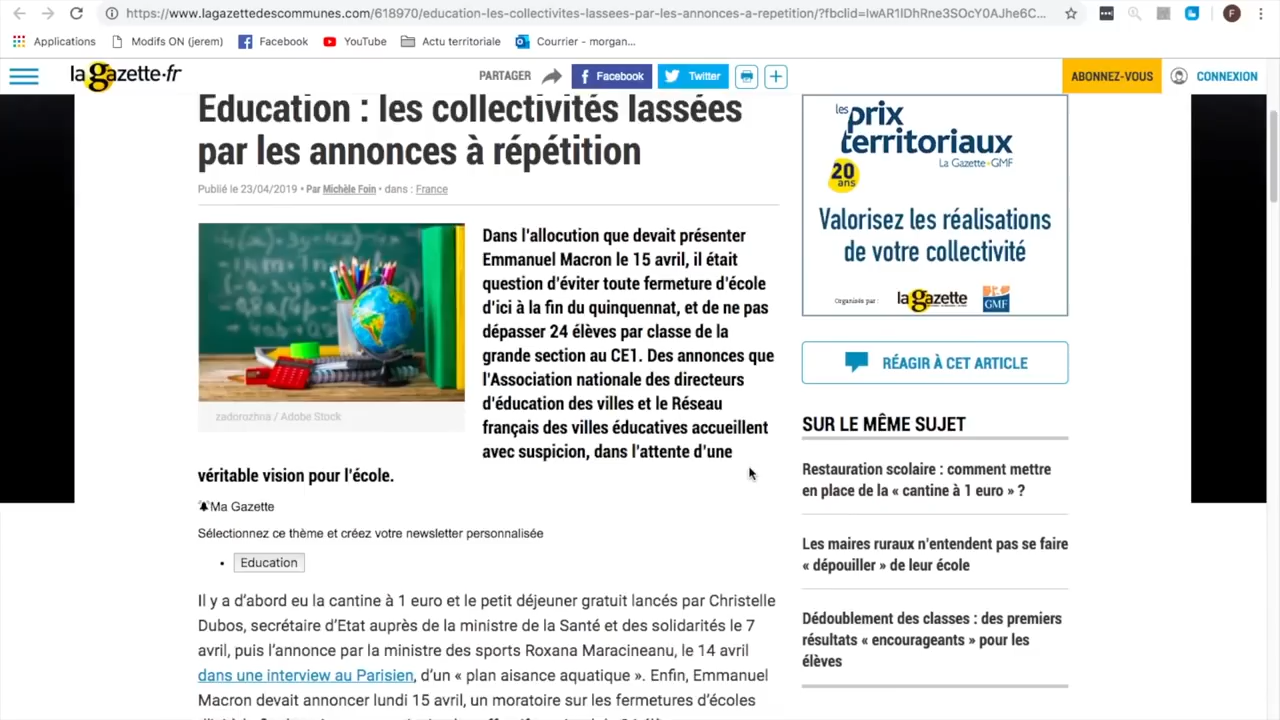 https://www.lagazettedescommunes.com/618970/education-les-collectivites-lassees-par-les-annonces-a-repetition/?fbclid=IwAR1lDhRne3SOcY0AJhe6C...
F
Applications
Modifs ON (jerem)
Facebook
YouTube
Actu territoriale
Courrier - morgan...
la gazette.fr
PARTAGER
Facebook
Twitter
ABONNEZ-VOUS
CONNEXION
Education : les collectivités lassées
par les annonces à répétition
Publié le 23/04/2019 • Par Michèle Foin • dans : France
zadorozhna / Adobe Stock
Dans l'allocution que devait présenter
Emmanuel Macron le 15 avril, il était
question d'éviter toute fermeture d'école
d'ici à la fin du quinquennat, et de ne pas
dépasser 24 élèves par classe de la
grande section au CE1. Des annonces que
l'Association nationale des directeurs
d'éducation des villes et le Réseau
français des villes éducatives accueillent
avec suspicion, dans l'attente d'une
véritable vision pour l'école.
Ma Gazette
Sélectionnez ce thème et créez votre newsletter personnalisée
• Education
Il y a d'abord eu la cantine à 1 euro et le petit déjeuner gratuit lancés par Christelle
Dubos, secrétaire d'Etat auprès de la ministre de la Santé et des solidarités le 7
avril, puis l'annonce par la ministre des sports Roxana Maracineanu, le 14 avril
dans une interview au Parisien, d'un « plan aisance aquatique ». Enfin, Emmanuel
Macron devait annoncer lundi 15 avril, un moratoire sur les fermetures d'écoles
les prix
territoriaux
La Gazette • GMF
20
ans
Valorisez les réalisations
de votre collectivité
Organisés par :
la gazette
GMF
RÉAGIR À CET ARTICLE
SUR LE MÊME SUJET
Restauration scolaire : comment mettre
en place de la « cantine à 1 euro » ?
Les maires ruraux n'entendent pas se faire
« dépouiller » de leur école
Dédoublement des classes : des premiers
résultats « encourageants » pour les
élèves